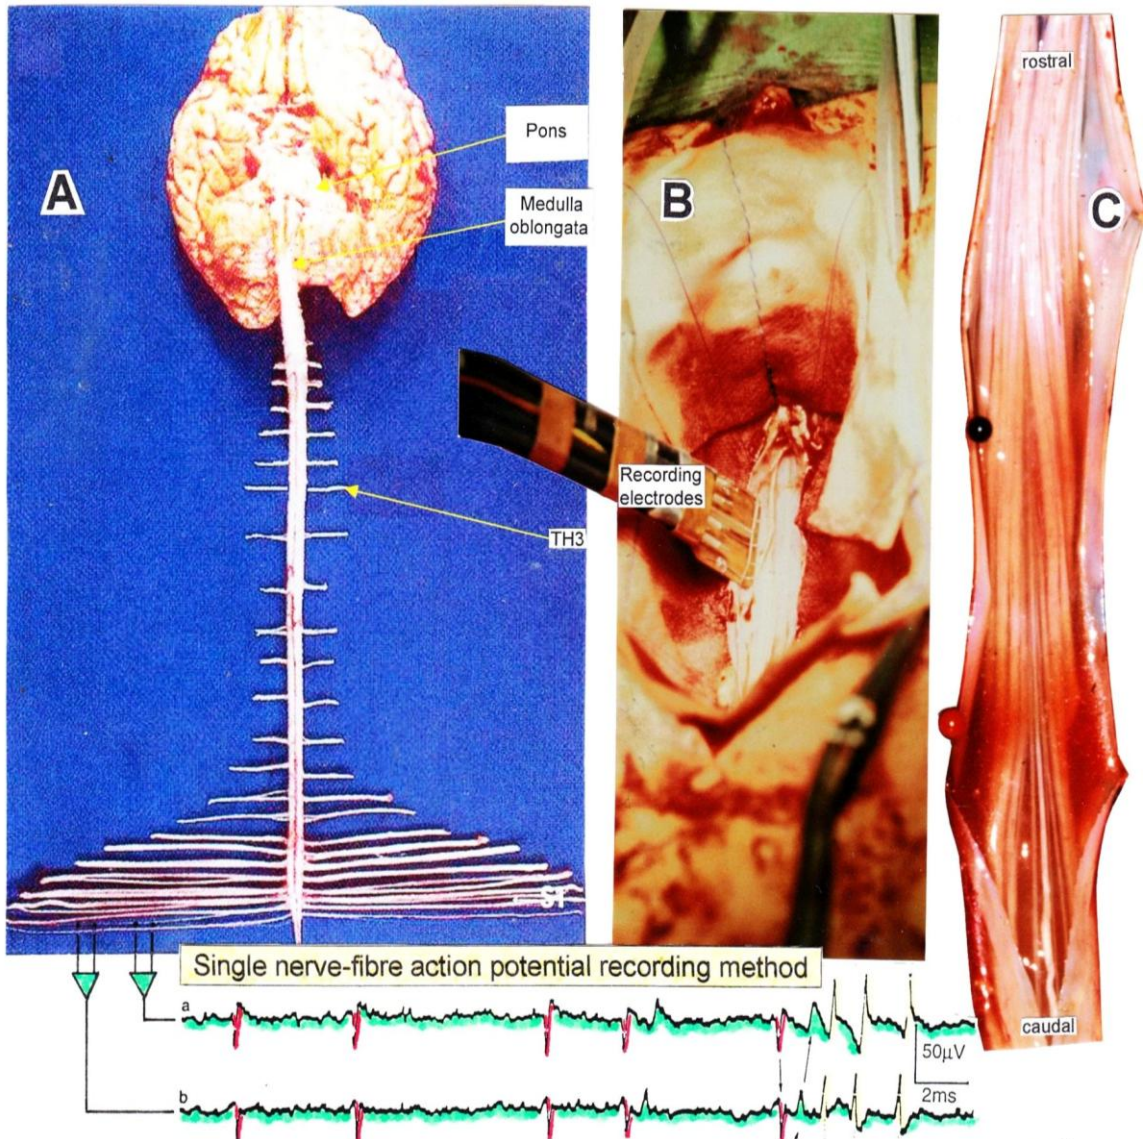 A
Pons
Medulla
oblongata
TH3
S1
B
Recording
electrodes
rostral
C
caudal
Single nerve-fibre action potential recording method
a
50µV
2ms
b